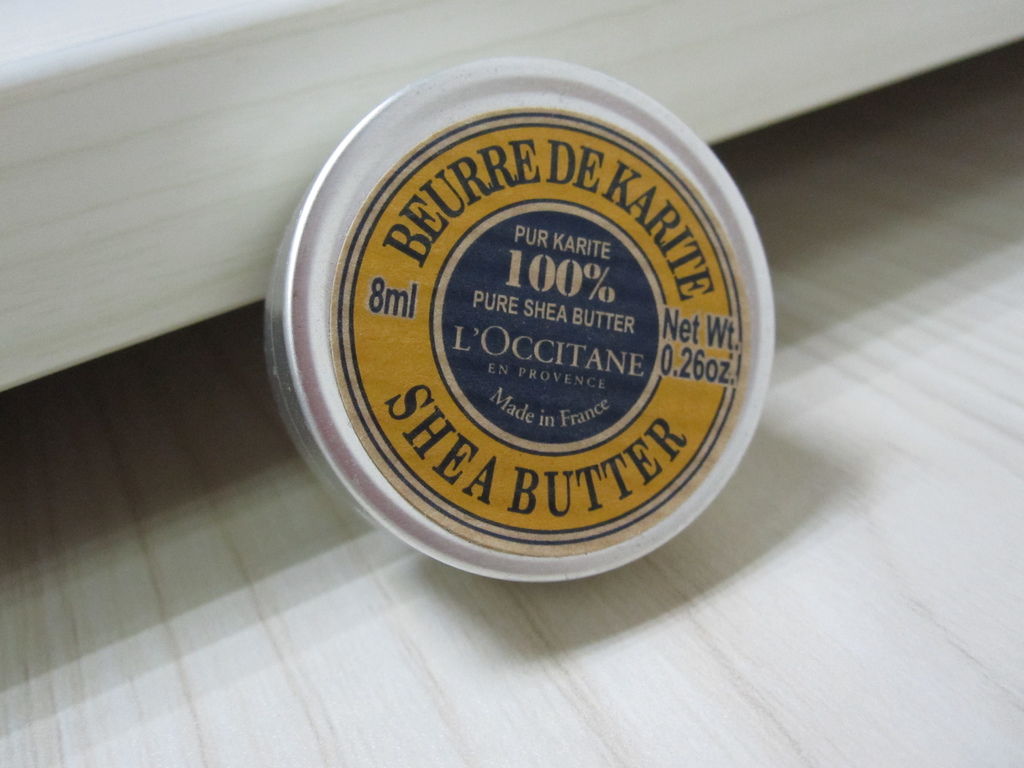 BEURRE DE KARITE
8ml
PUR KARITE
100%
PURE SHEA BUTTER
L'OCCITANE
EN PROVENCE
Made in France
Net Wt.
0.26oz.
SHEA BUTTER